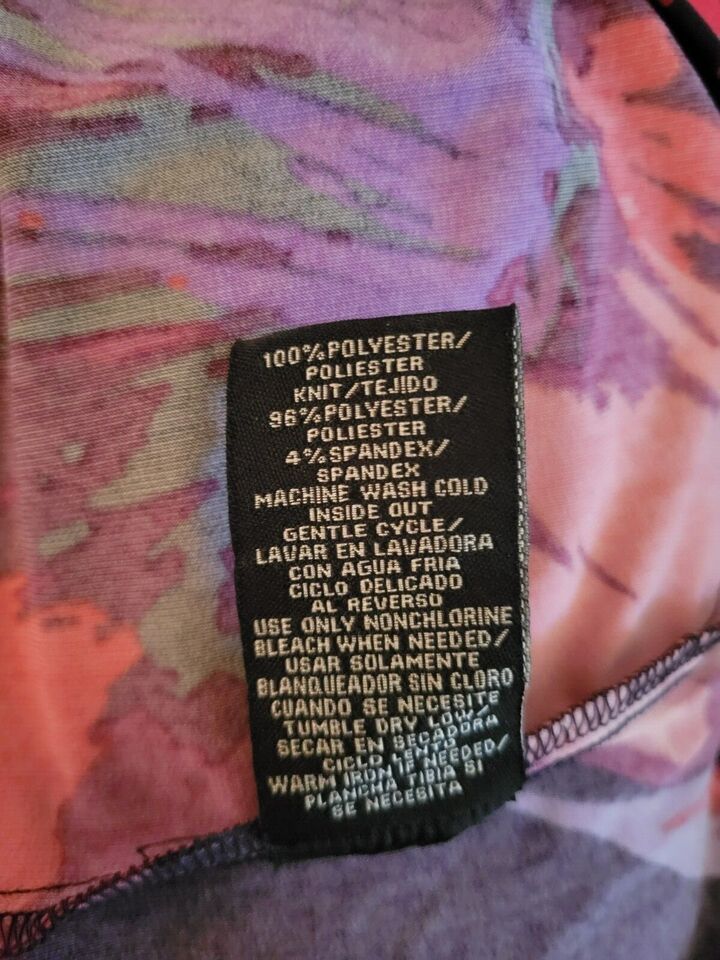 100%POLYESTER/
POLIESTER
KNIT/TEJIDO
96%POLYESTER/
POLIESTER
4%SPANDEX/
SPANDEX
MACHINE WASH COLD
INSIDE OUT
GENTLE CYCLE/
LAVAR EN LAVADORA
CON AGUA FRIA
CICLO DELICADO
AL REVERSO
USE ONLY NONCHLORINE
BLEACH WHEN NEEDED/
USAR SOLAMENTE
BLANQUEADOR SIN CLORO
CUANDO SE NECESITE
TUMBLE DRY LOW/
SECAR EN SECADORA
CICLO LENTO
WARM IRON IF NEEDED/
PLANCHA TIBIA SI
SE NECESITA